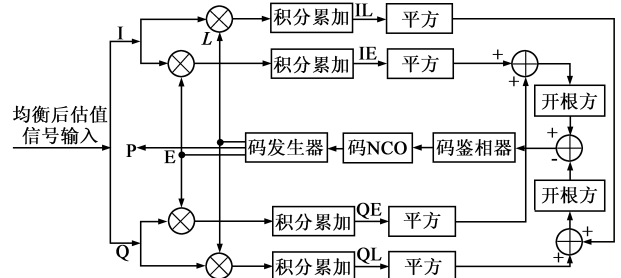 I
L
积分累加
IL
平方
积分累加
IE
平方
+
+
开根方
均衡后估值
信号输入
P
E
码发生器
码NCO
码鉴相器
+
-
开根方
积分累加
QE
平方
Q
积分累加
QL
平方
+
+